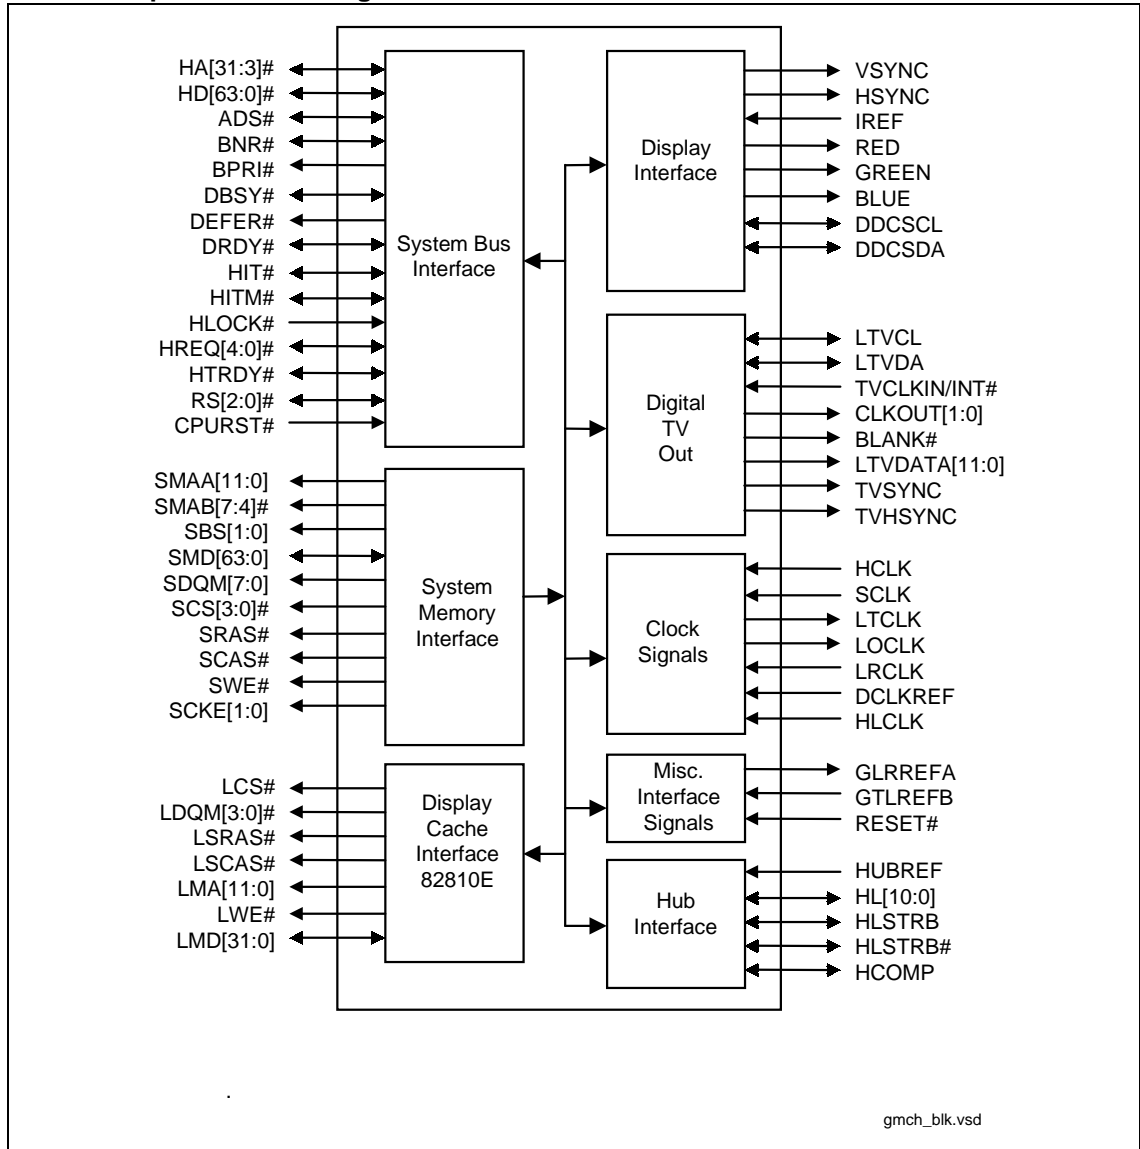 HA[31:3]#
HD[63:0]#
ADS#
BNR#
BPRI#
DBSY#
DEFER#
DRDY#
HIT#
HITM#
HLOCK#
HREQ[4:0]#
HTRDY#
RS[2:0]#
CPURST#
System Bus
Interface
SMAA[11:0]
SMAB[7:4]#
SBS[1:0]
SMD[63:0]
SDQM[7:0]
SCS[3:0]#
SRAS#
SCAS#
SWE#
SCKE[1:0]
System
Memory
Interface
LCS#
LDQM[3:0]#
LSRAS#
LSCAS#
LMA[11:0]
LWE#
LMD[31:0]
Display
Cache
Interface
82810E
Display
Interface
VSYNC
HSYNC
IREF
RED
GREEN
BLUE
DDCSCL
DDCSDA
Digital
TV
Out
LTVCL
LTVDA
TVCLKIN/INT#
CLKOUT[1:0]
BLANK#
LTVDATA[11:0]
TVSYNC
TVHSYNC
Clock
Signals
HCLK
SCLK
LTCLK
LOCLK
LRCLK
DCLKREF
HLCLK
Misc.
Interface
Signals
GLRREFA
GTLREFB
RESET#
Hub
Interface
HUBREF
HL[10:0]
HLSTRB
HLSTRB#
HCOMP
.
gmch_blk.vsd